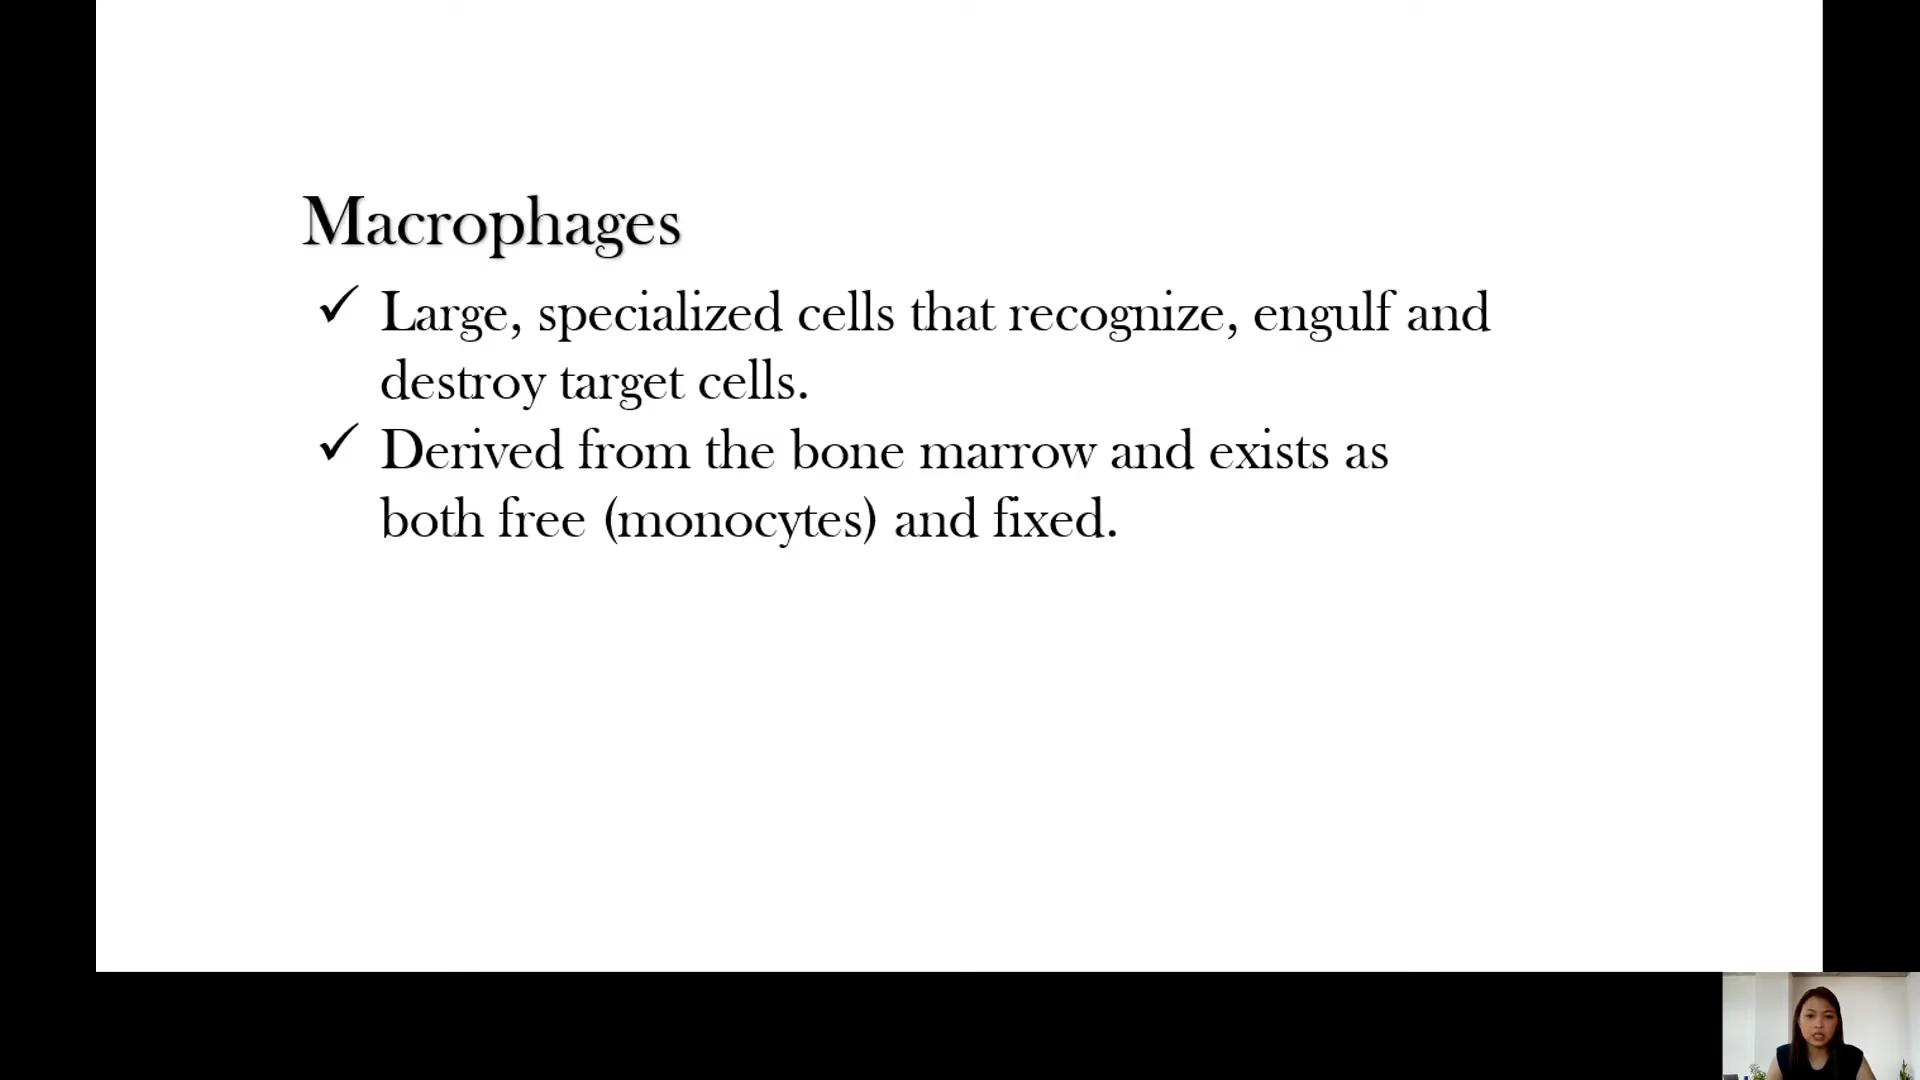 Macrophages
✓ Large, specialized cells that recognize, engulf and
destroy target cells.
✓ Derived from the bone marrow and exists as
both free (monocytes) and fixed.